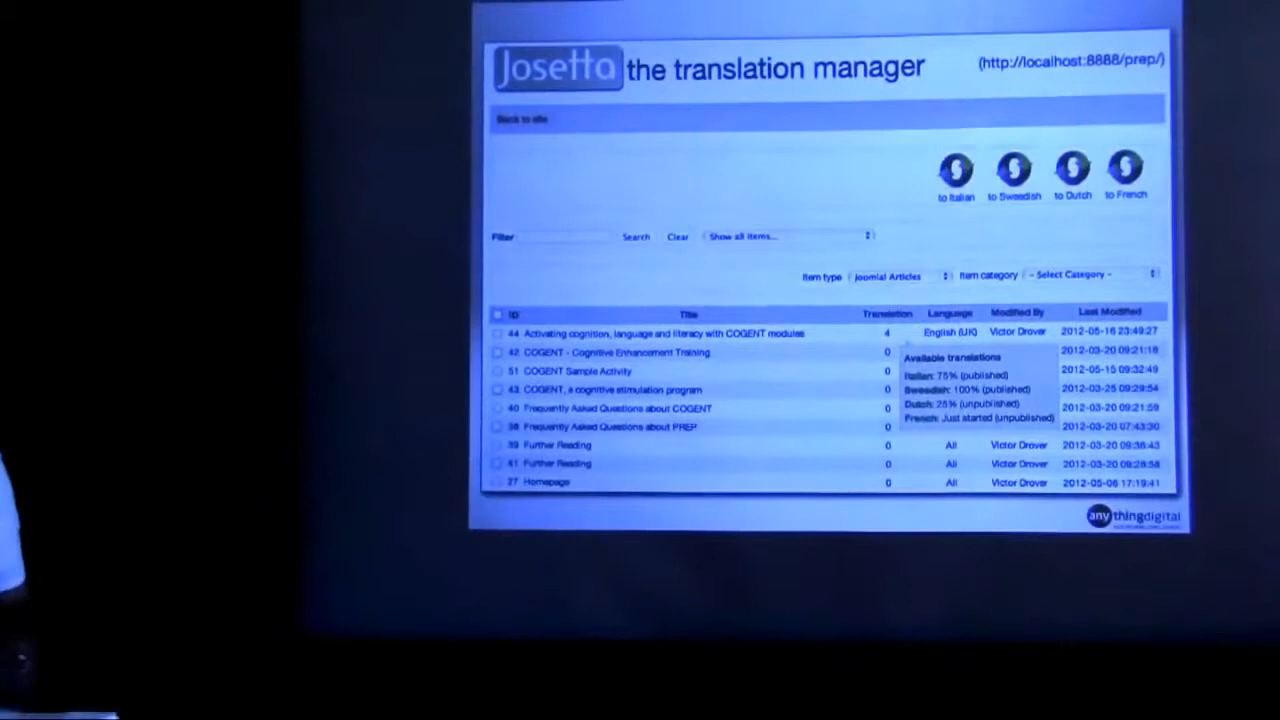 Josetta the translation manager (http://localhost:8888/prep/)
Back to site
to Italian to Sweedish to Dutch to French
Filter Search Clear Show all items...
Item type Joomla! Articles Item category - Select Category -
ID Title Translation Language Modified By Last Modified
44 Activating cognition, language and literacy with COGENT modules 4 English (UK) Victor Drover 2012-05-16 23:49:27
42 COGENT - Cognitive Enhancement Training 0 2012-03-20 09:21:18
Available translations
51 COGENT Sample Activity 0 2012-05-15 09:32:49
Italian: 75% (published)
43 COGENT, a cognitive stimulation program 0 2012-03-25 09:29:54
Sweedish: 100% (published)
40 Frequently Asked Questions about COGENT 0 2012-03-20 09:21:59
Dutch: 25% (unpublished)
38 Frequently Asked Questions about PREP 0 2012-03-20 07:43:30
French: Just started (unpublished)
39 Further Reading 0 All Victor Drover 2012-03-20 09:36:43
41 Further Reading 0 All Victor Drover 2012-03-20 09:28:58
27 Homepage 0 All Victor Drover 2012-05-06 17:19:41
anythingdigital